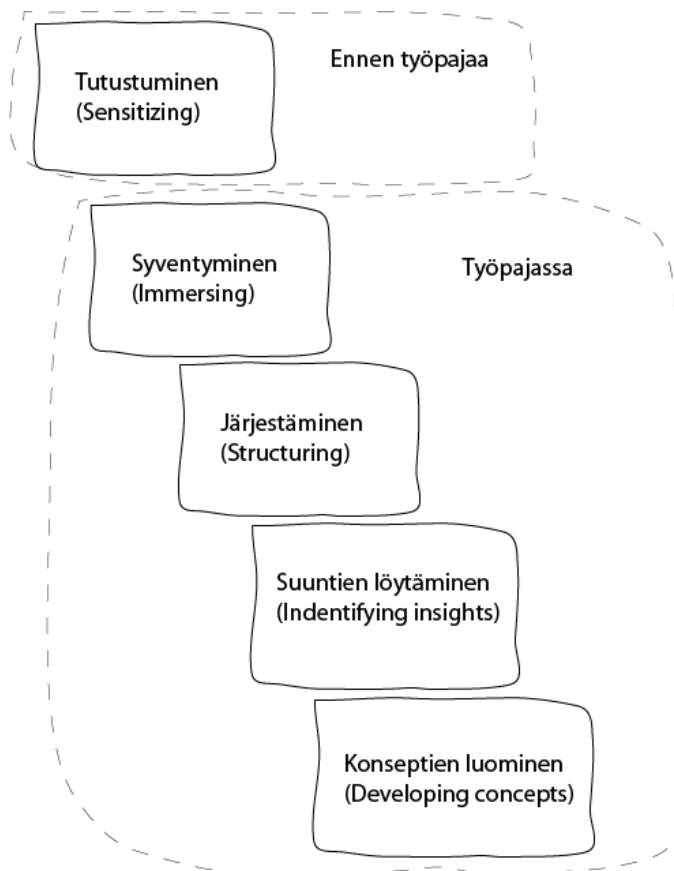 Ennen työpajaa
Tutustuminen
(Sensitizing)
Työpajassa
Syventyminen
(Immersing)
Järjestäminen
(Structuring)
Suuntien löytäminen
(Indentifying insights)
Konseptien luominen
(Developing concepts)